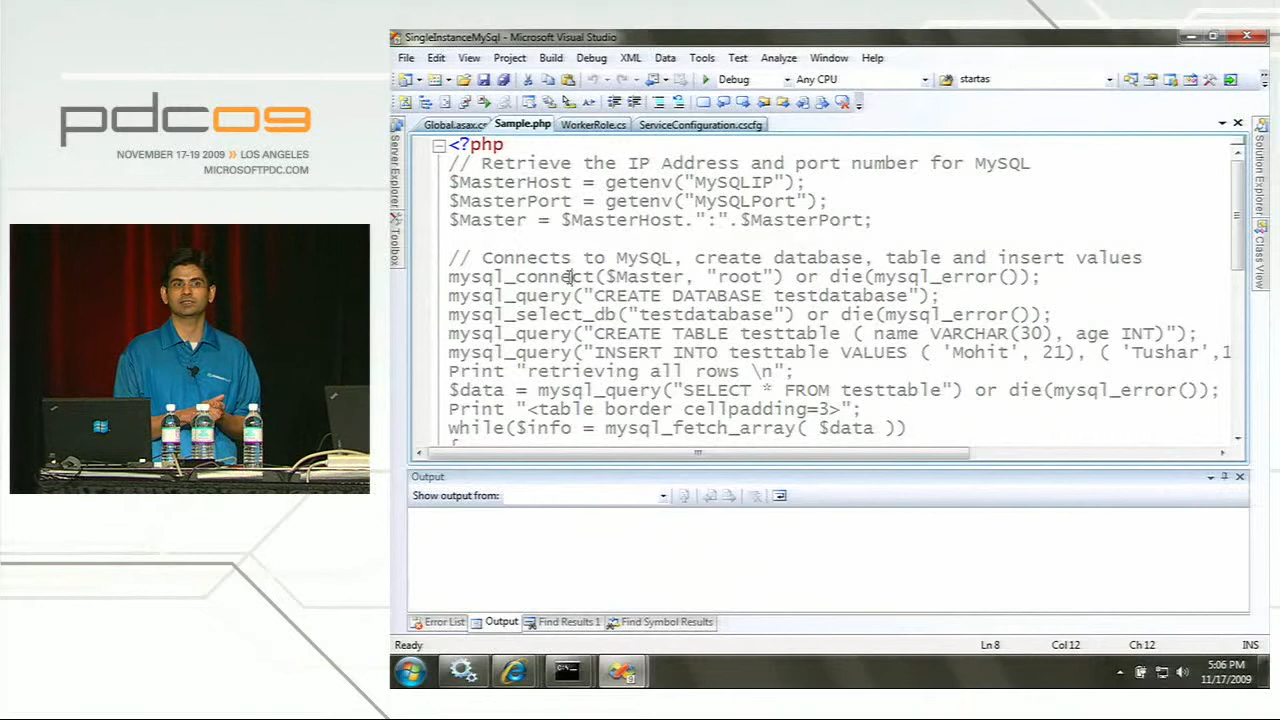 pdc09
NOVEMBER 17-19 2009 » LOS ANGELES
MICROSOFTPDC.COM
SingleInstanceMySql - Microsoft Visual Studio
File Edit View Project Build Debug XML Data Tools Test Analyze Window Help
Debug Any CPU startas
Global.asax.cs Sample.php WorkerRole.cs ServiceConfiguration.cscfg
Server Explorer
Toolbox
Solution Explorer
Class View
<?php
// Retrieve the IP Address and port number for MySQL
$MasterHost = getenv("MySQLIP");
$MasterPort = getenv("MySQLPort");
$Master = $MasterHost.":".$MasterPort;
// Connects to MySQL, create database, table and insert values
mysql_connect($Master, "root") or die(mysql_error());
mysql_query("CREATE DATABASE testdatabase");
mysql_select_db("testdatabase") or die(mysql_error());
mysql_query("CREATE TABLE testtable ( name VARCHAR(30), age INT)");
mysql_query("INSERT INTO testtable VALUES ( 'Mohit', 21), ( 'Tushar',1
Print "retrieving all rows \n";
$data = mysql_query("SELECT * FROM testtable") or die(mysql_error());
Print "<table border cellpadding=3>";
while($info = mysql_fetch_array( $data ))
{
Output
Show output from:
Error List Output Find Results 1 Find Symbol Results
Ready Ln 8 Col 12 Ch 12 INS
5:06 PM
11/17/2009